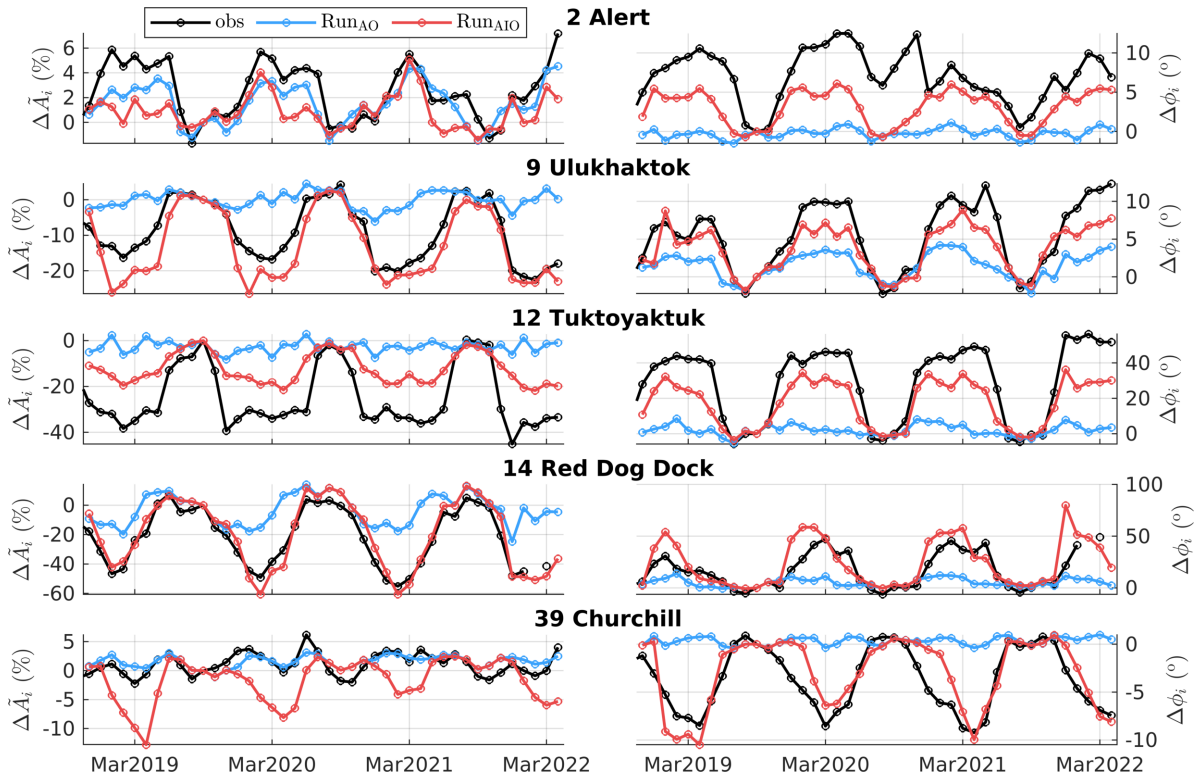 obs Run_AO Run_AIO
2 Alert
6
4
2
0
ΔÃ_i (%)
10
5
0
Δϕ_i (°)
9 Ulukhaktok
0
-10
-20
ΔÃ_i (%)
10
5
0
Δϕ_i (°)
12 Tuktoyaktuk
0
-20
-40
ΔÃ_i (%)
40
20
0
Δϕ_i (°)
14 Red Dog Dock
0
-20
-40
-60
ΔÃ_i (%)
100
50
0
Δϕ_i (°)
39 Churchill
5
0
-5
-10
ΔÃ_i (%)
0
-5
-10
Δϕ_i (°)
Mar2019 Mar2020 Mar2021 Mar2022
Mar2019 Mar2020 Mar2021 Mar2022